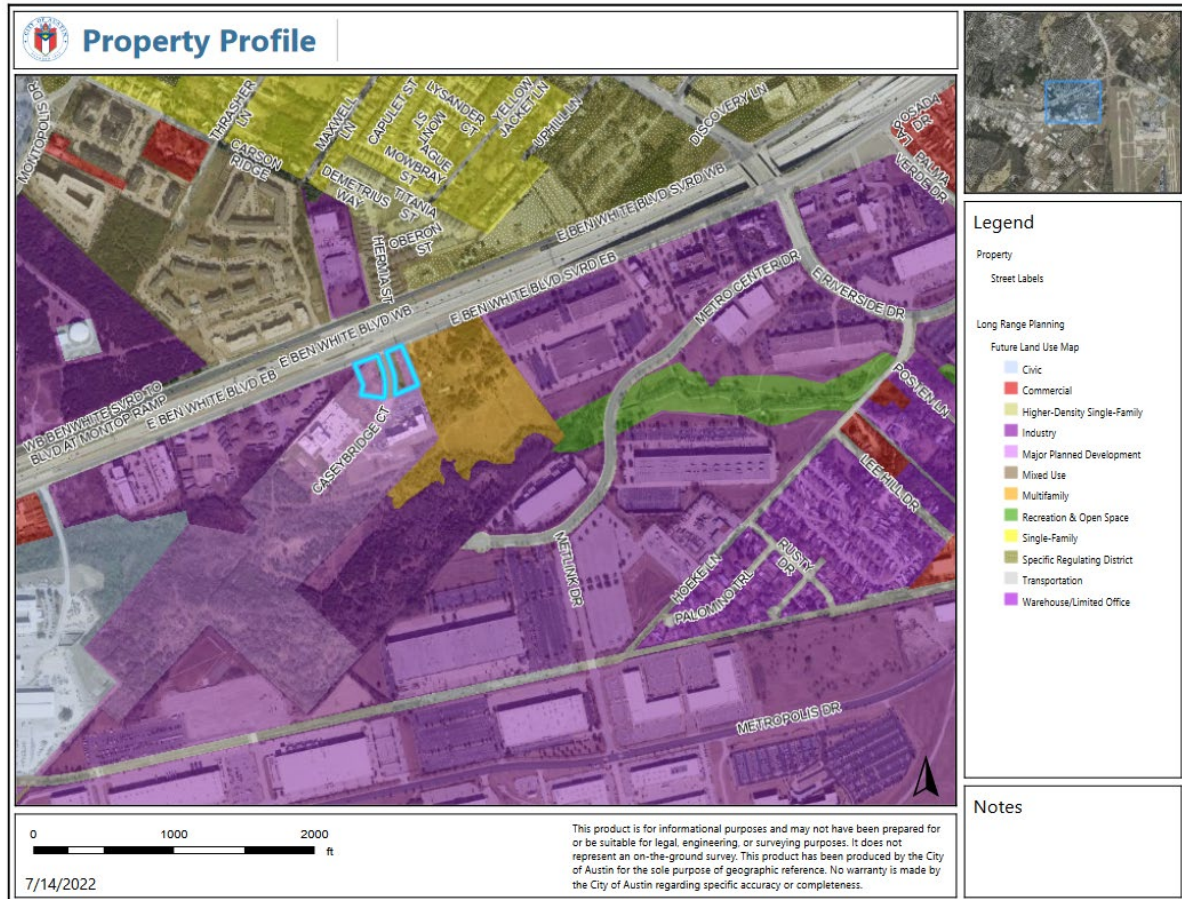 CITY OF AUSTIN
Property Profile
MONTOPOLIS DR
THRASHER LN
CARSON RIDGE
MAXWELL LN
CAPULET ST
LYSANDER CT
SNOW ST
AGUR
MOWBRAY ST
YELLOW JACKET LN
UPHILL LN
DISCOVERY LN
LA POSADA DR
PALMA VERDE DR
DEMETRIUS WAY
TITANIA ST
OBERON ST
HERMIA ST
E BEN WHITE BLVD SVRD WB
E BEN WHITE BLVD SVRD EB
E BEN WHITE BLVD WB
E BEN WHITE BLVD EB
WB BENWHITE SVRD TO
BLVD AT MONTOP RAMP
METRO CENTER DR
E RIVERSIDE DR
POSTEN LN
CASEYBRIDGE CT
LEE HILL DR
METLINK DR
HOEKE LN
RUSTY DR
PALOMINO TRL
METROPOLIS DR
Legend
Property
Street Labels
Long Range Planning
Future Land Use Map
Civic
Commercial
Higher-Density Single-Family
Industry
Major Planned Development
Mixed Use
Multifamily
Recreation & Open Space
Single-Family
Specific Regulating District
Transportation
Warehouse/Limited Office
Notes
0 1000 2000
ft
7/14/2022
This product is for informational purposes and may not have been prepared for
or be suitable for legal, engineering, or surveying purposes. It does not
represent an on-the-ground survey. This product has been produced by the City
of Austin for the sole purpose of geographic reference. No warranty is made by
the City of Austin regarding specific accuracy or completeness.